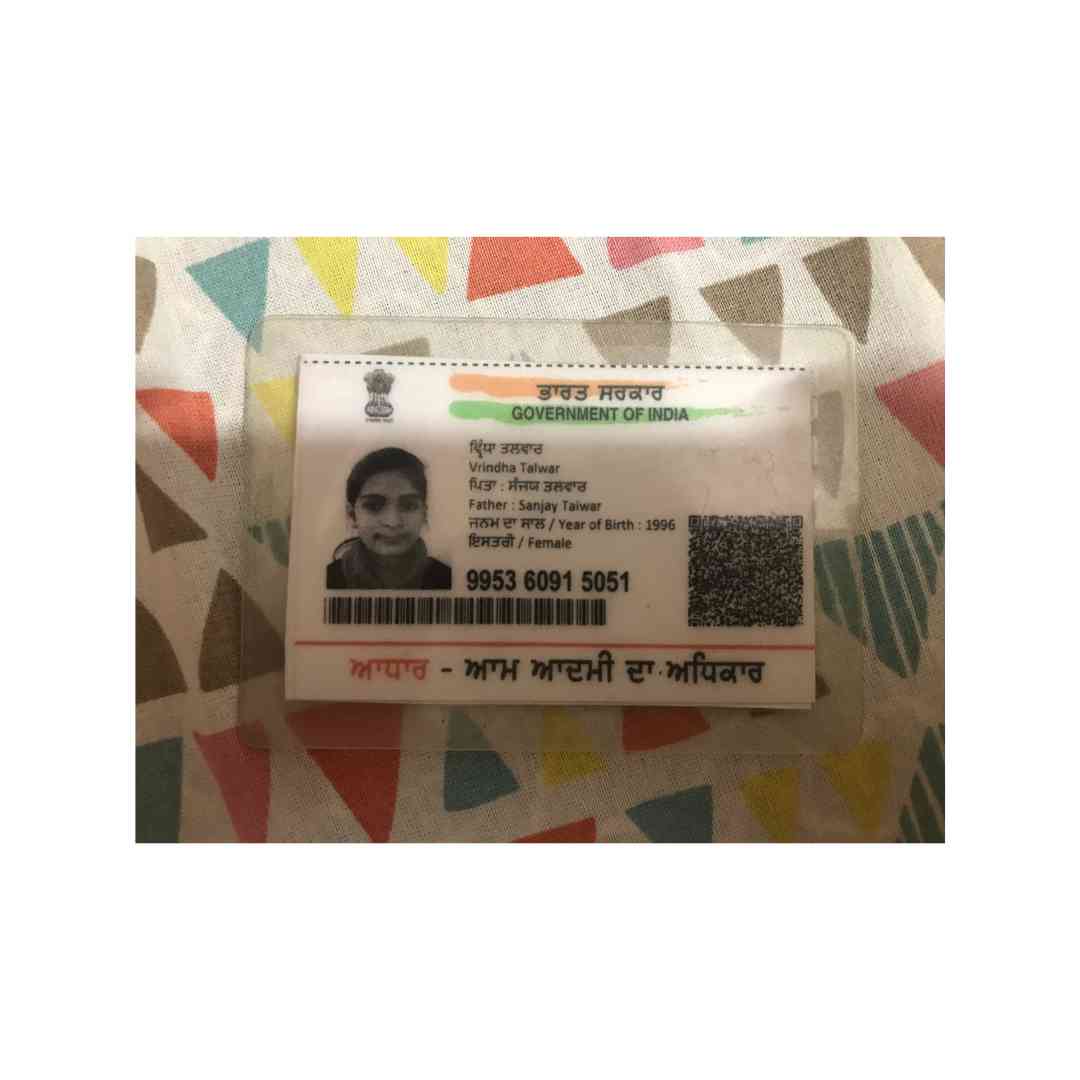 ਭਾਰਤ ਸਰਕਾਰ
GOVERNMENT OF INDIA
ਵ੍ਰਿੰਧਾ ਤਲਵਾਰ
Vrindha Talwar
ਪਿਤਾ : ਸੰਜਯ ਤਲਵਾਰ
Father : Sanjay Talwar
ਜਨਮ ਦਾ ਸਾਲ / Year of Birth : 1996
ਇਸਤਰੀ / Female
9953 6091 5051
ਆਧਾਰ - ਆਮ ਆਦਮੀ ਦਾ ਅਧਿਕਾਰ